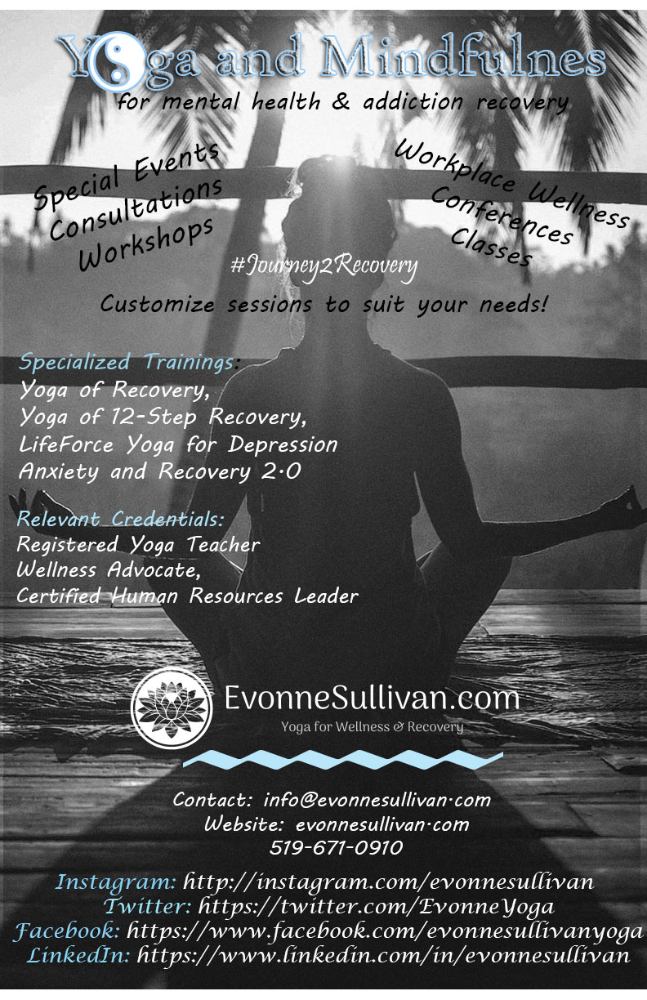 Yoga and Mindfulnes
for mental health & addiction recovery
Special Events
Consultations
Workshops
Workplace Wellness
Conferences
Classes
#Journey2Recovery
Customize sessions to suit your needs!
Specialized Trainings:
Yoga of Recovery,
Yoga of 12-Step Recovery,
LifeForce Yoga for Depression
Anxiety and Recovery 2.0
Relevant Credentials:
Registered Yoga Teacher
Wellness Advocate,
Certified Human Resources Leader
EvonneSullivan.com
Yoga for Wellness & Recovery
Contact: info@evonnesullivan.com
Website: evonnesullivan.com
519-671-0910
Instagram: http://instagram.com/evonnesullivan
Twitter: https://twitter.com/EvonneYoga
Facebook: https://www.facebook.com/evonnesullivanyoga
LinkedIn: https://www.linkedin.com/in/evonnesullivan